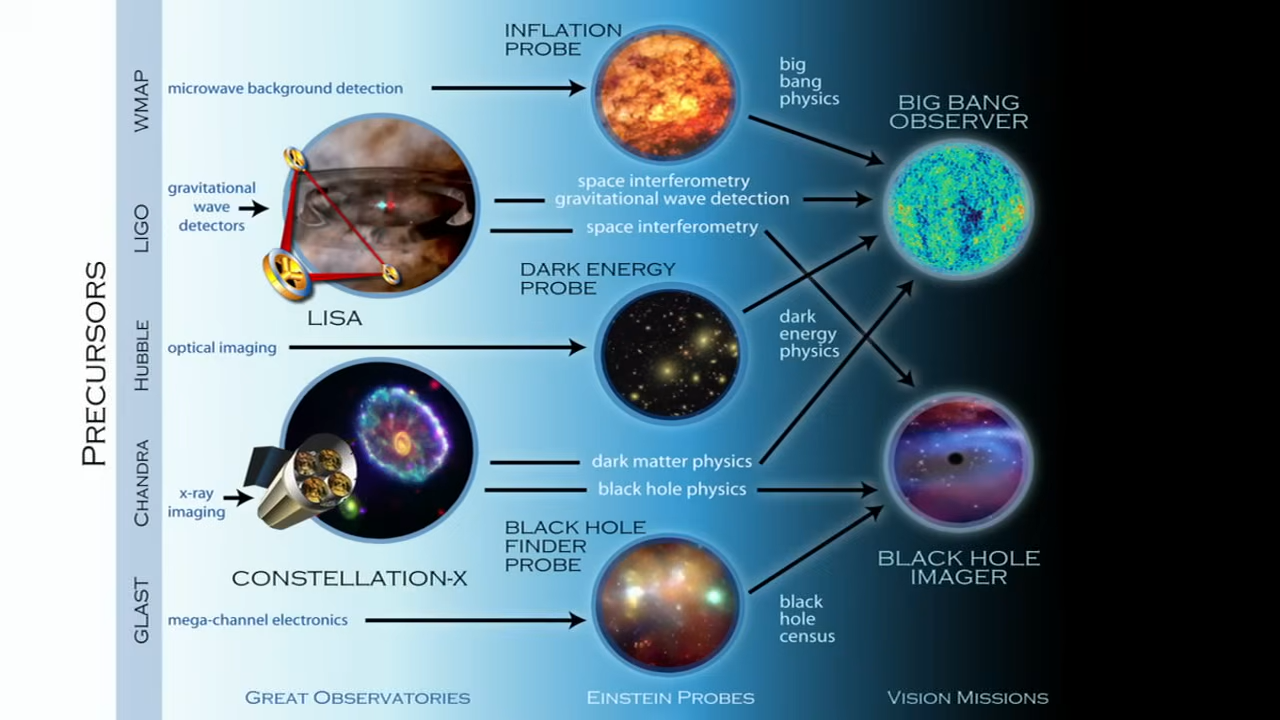 PRECURSORS
WMAP
LIGO
HUBBLE
CHANDRA
GLAST
microwave background detection
gravitational
wave
detectors
LISA
optical imaging
x-ray
imaging
CONSTELLATION-X
mega-channel electronics
GREAT OBSERVATORIES
INFLATION
PROBE
space interferometry
gravitational wave detection
space interferometry
DARK ENERGY
PROBE
dark matter physics
black hole physics
BLACK HOLE
FINDER
PROBE
EINSTEIN PROBES
big
bang
physics
dark
energy
physics
black
hole
census
BIG BANG
OBSERVER
BLACK HOLE
IMAGER
VISION MISSIONS